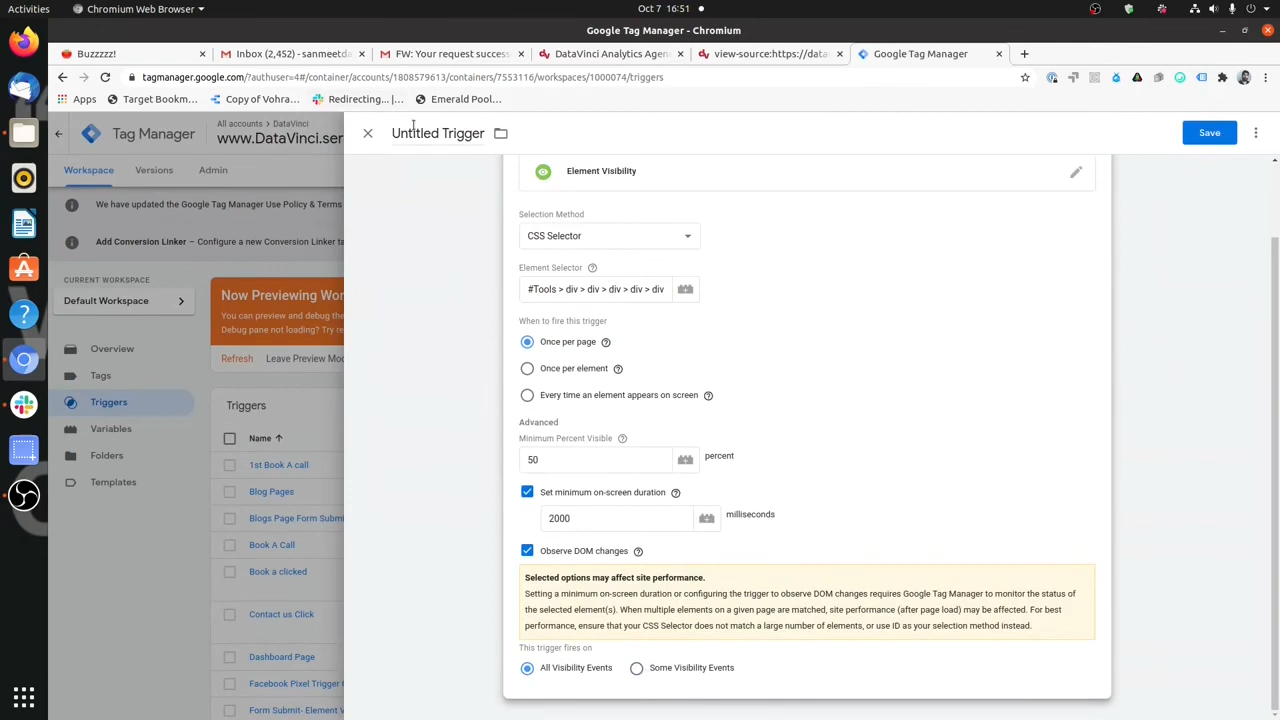 Activities
Chromium Web Browser
Oct 7 16:51
Google Tag Manager - Chromium
Buzzzzz!
Inbox (2,452) - sanmeetda
FW: Your request success
DataVinci Analytics Agen
view-source:https://data
Google Tag Manager
tagmanager.google.com/?authuser=4#/container/accounts/1808579613/containers/7553116/workspaces/1000074/triggers
Apps
Target Bookm...
Copy of Vohra...
Redirecting... |...
Emerald Pool...
Tag Manager
All accounts > DataVinci
www.DataVinci.ser
Untitled Trigger
Save
Workspace
Versions
Admin
We have updated the Google Tag Manager Use Policy & Terms
Add Conversion Linker – Configure a new Conversion Linker ta
CURRENT WORKSPACE
Default Workspace
Now Previewing Wor
You can preview and debug the
Debug pane not loading? Try re
Refresh
Leave Preview Mod
Overview
Tags
Triggers
Variables
Folders
Templates
Triggers
Name
1st Book A call
Blog Pages
Blogs Page Form Submi
Book A Call
Book a clicked
Contact us Click
Dashboard Page
Facebook Pixel Trigger (
Form Submit- Element V
Element Visibility
Selection Method
CSS Selector
Element Selector
#Tools > div > div > div > div > div
When to fire this trigger
Once per page
Once per element
Every time an element appears on screen
Advanced
Minimum Percent Visible
50
percent
Set minimum on-screen duration
2000
milliseconds
Observe DOM changes
Selected options may affect site performance.
Setting a minimum on-screen duration or configuring the trigger to observe DOM changes requires Google Tag Manager to monitor the status of
the selected element(s). When multiple elements on a given page are matched, site performance (after page load) may be affected. For best
performance, ensure that your CSS Selector does not match a large number of elements, or use ID as your selection method instead.
This trigger fires on
All Visibility Events
Some Visibility Events